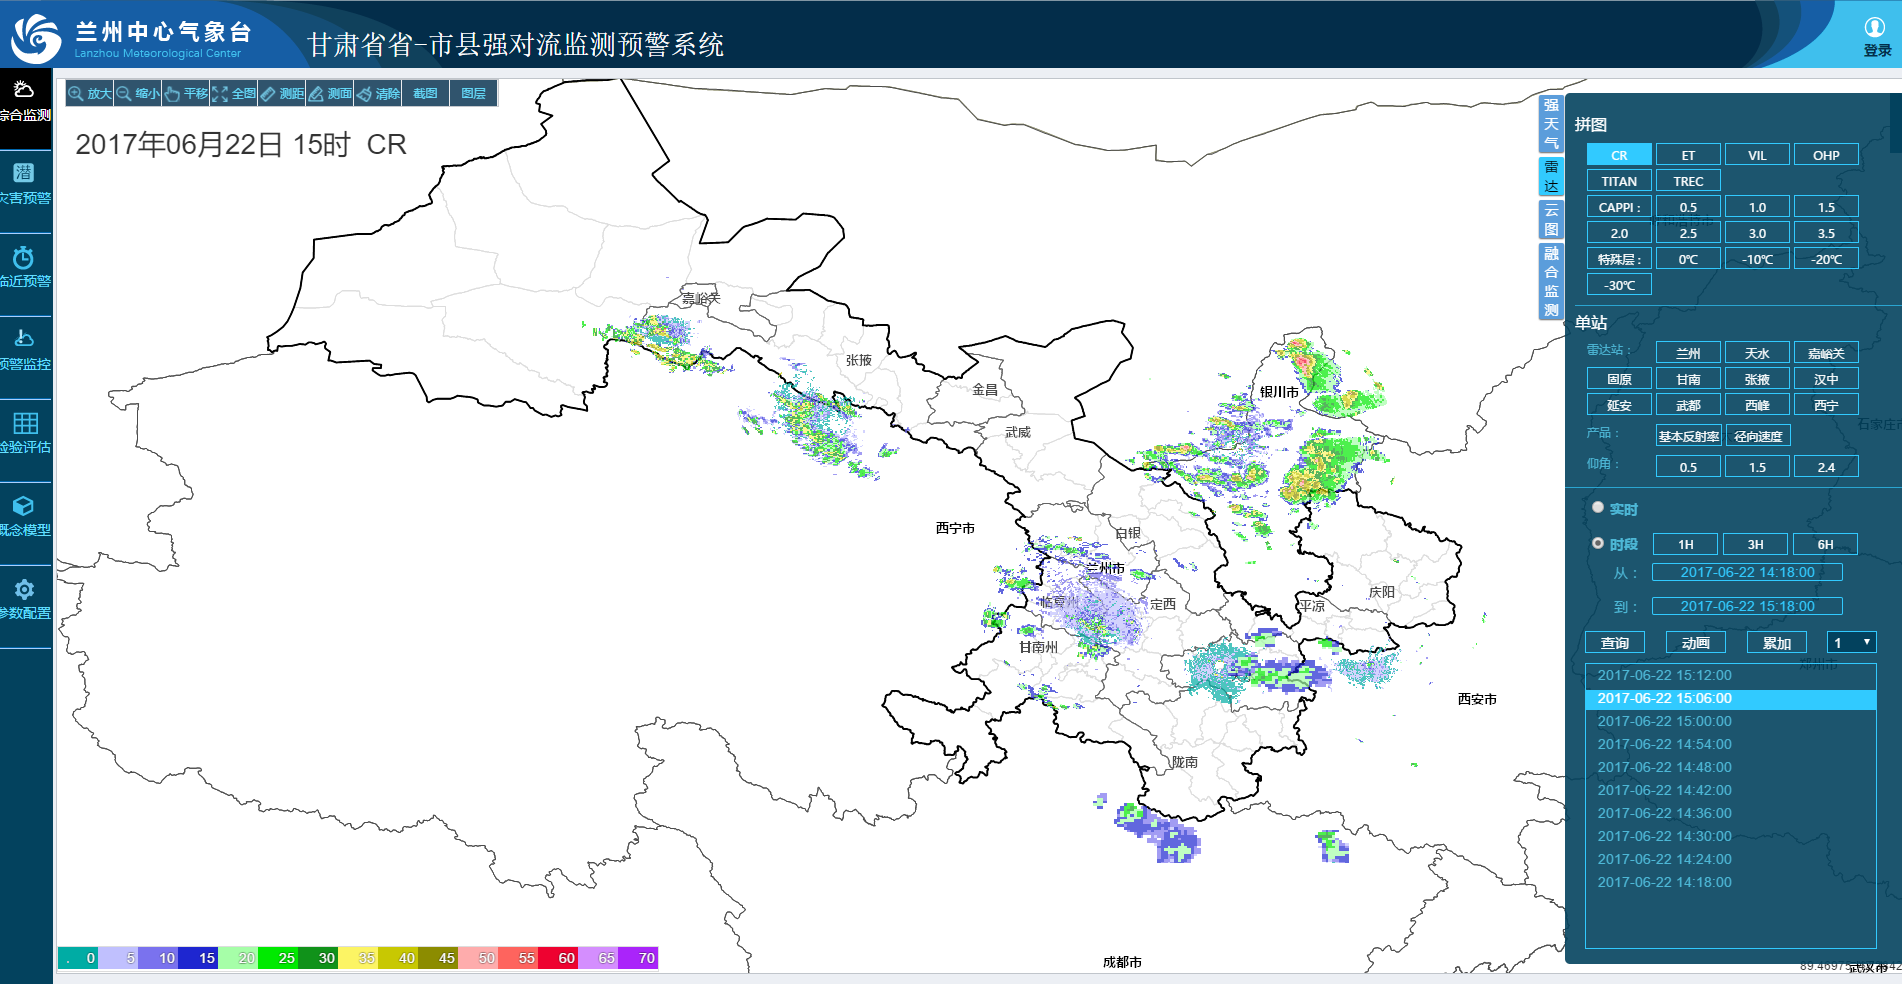 兰州中心气象台
Lanzhou Meteorological Center
甘肃省省-市县强对流监测预警系统
登录
综合监测
灾害预警
临近预警
预警监控
检验评估
概念模型
参数配置
放大 缩小 平移 全图 测距 测面 清除 截图 图层
2017年06月22日 15时 CR
强天气
雷达
云图
融合监测
嘉峪关
张掖
金昌
武威
银川市
西宁市
白银
兰州市
定西
甘南州
平凉
庆阳
西安市
陇南
成都市
. 0 5 10 15 20 25 30 35 40 45 50 55 60 65 70
拼图
CR ET VIL OHP
TITAN TREC
CAPPI : 0.5 1.0 1.5
2.0 2.5 3.0 3.5
特殊层 : 0℃ -10℃ -20℃
-30℃
单站
雷达站 : 兰州 天水 嘉峪关
固原 甘南 张掖 汉中
延安 武都 西峰 西宁
产品 : 基本反射率 径向速度
仰角 : 0.5 1.5 2.4
实时
时段 1H 3H 6H
从 : 2017-06-22 14:18:00
到 : 2017-06-22 15:18:00
查询 动画 累加 1
郑州市
2017-06-22 15:12:00
2017-06-22 15:06:00
2017-06-22 15:00:00
2017-06-22 14:54:00
2017-06-22 14:48:00
2017-06-22 14:42:00
2017-06-22 14:36:00
2017-06-22 14:30:00
2017-06-22 14:24:00
2017-06-22 14:18:00
石家庄市
武汉市